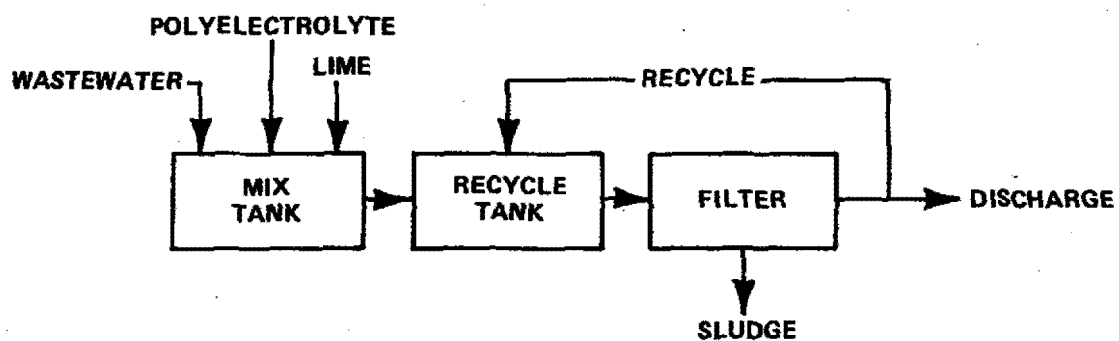 POLYELECTROLYTE
LIME
WASTEWATER
RECYCLE
MIX
TANK
RECYCLE
TANK
FILTER
DISCHARGE
SLUDGE